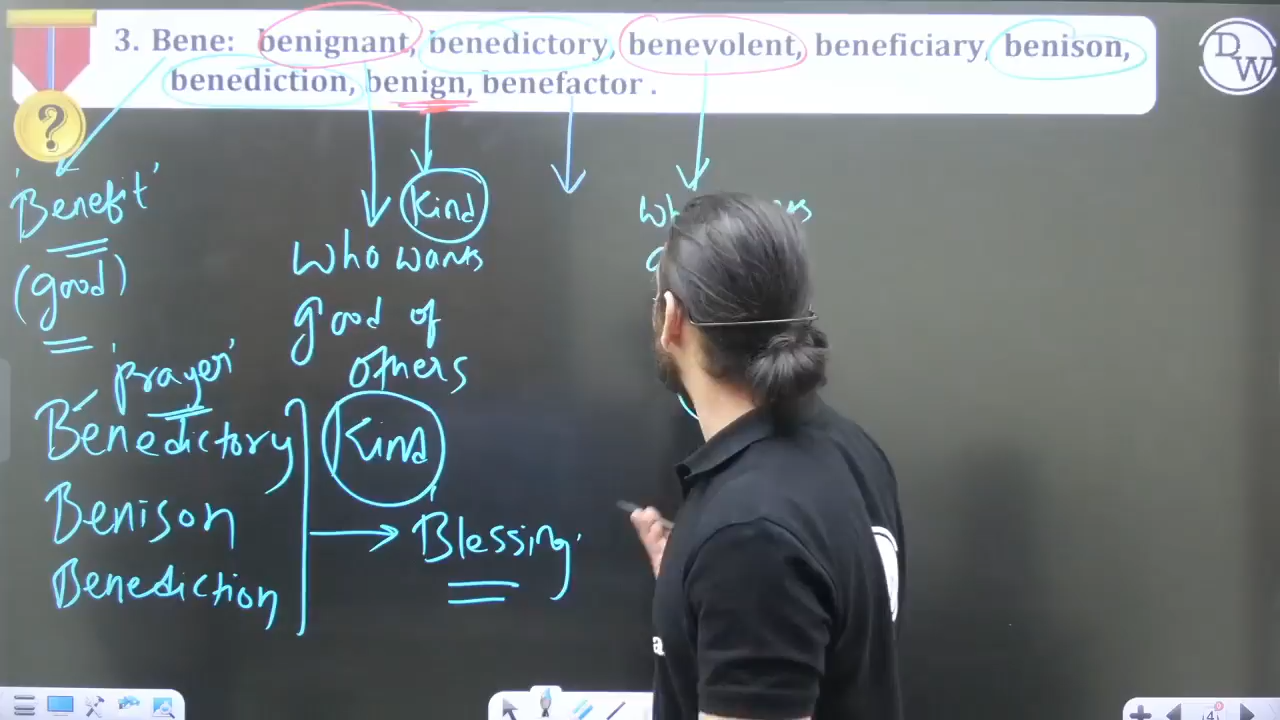 3. Bene: benignant, benedictory, benevolent, beneficiary, benison,
benediction, benign, benefactor .
DW
?
'Benefit'
(good)
Kind
Who wants
good of
others
Kind
'prayer'
Benedictory
Benison
Benediction
Blessing
4